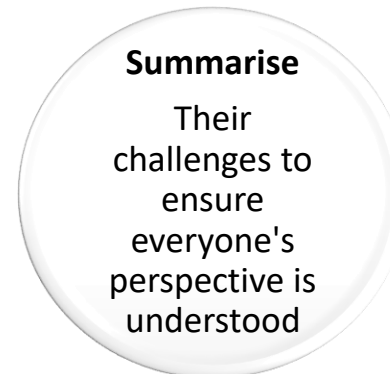 Summarise
Their
challenges to
ensure
everyone's
perspective is
understood